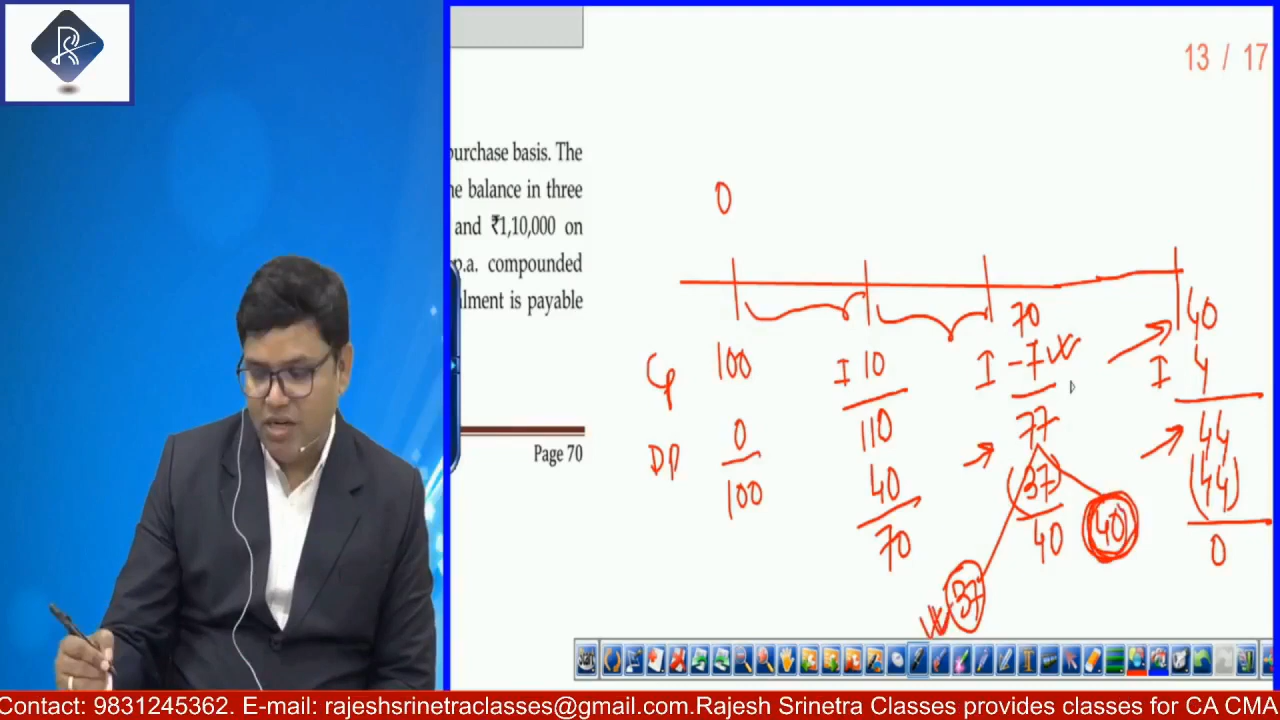 13 / 17
purchase basis. The
ne balance in three
and ₹1,10,000 on
p.a. compounded
alment is payable
Page 70
0
70
40
CP 100 I 10 I 7 I 4
110 77 44
DP 0 40 (37) (44)
100 70 40 40 0
37
Contact: 9831245362. E-mail: rajeshsrinetraclasses@gmail.com.Rajesh Srinetra Classes provides classes for CA CMA